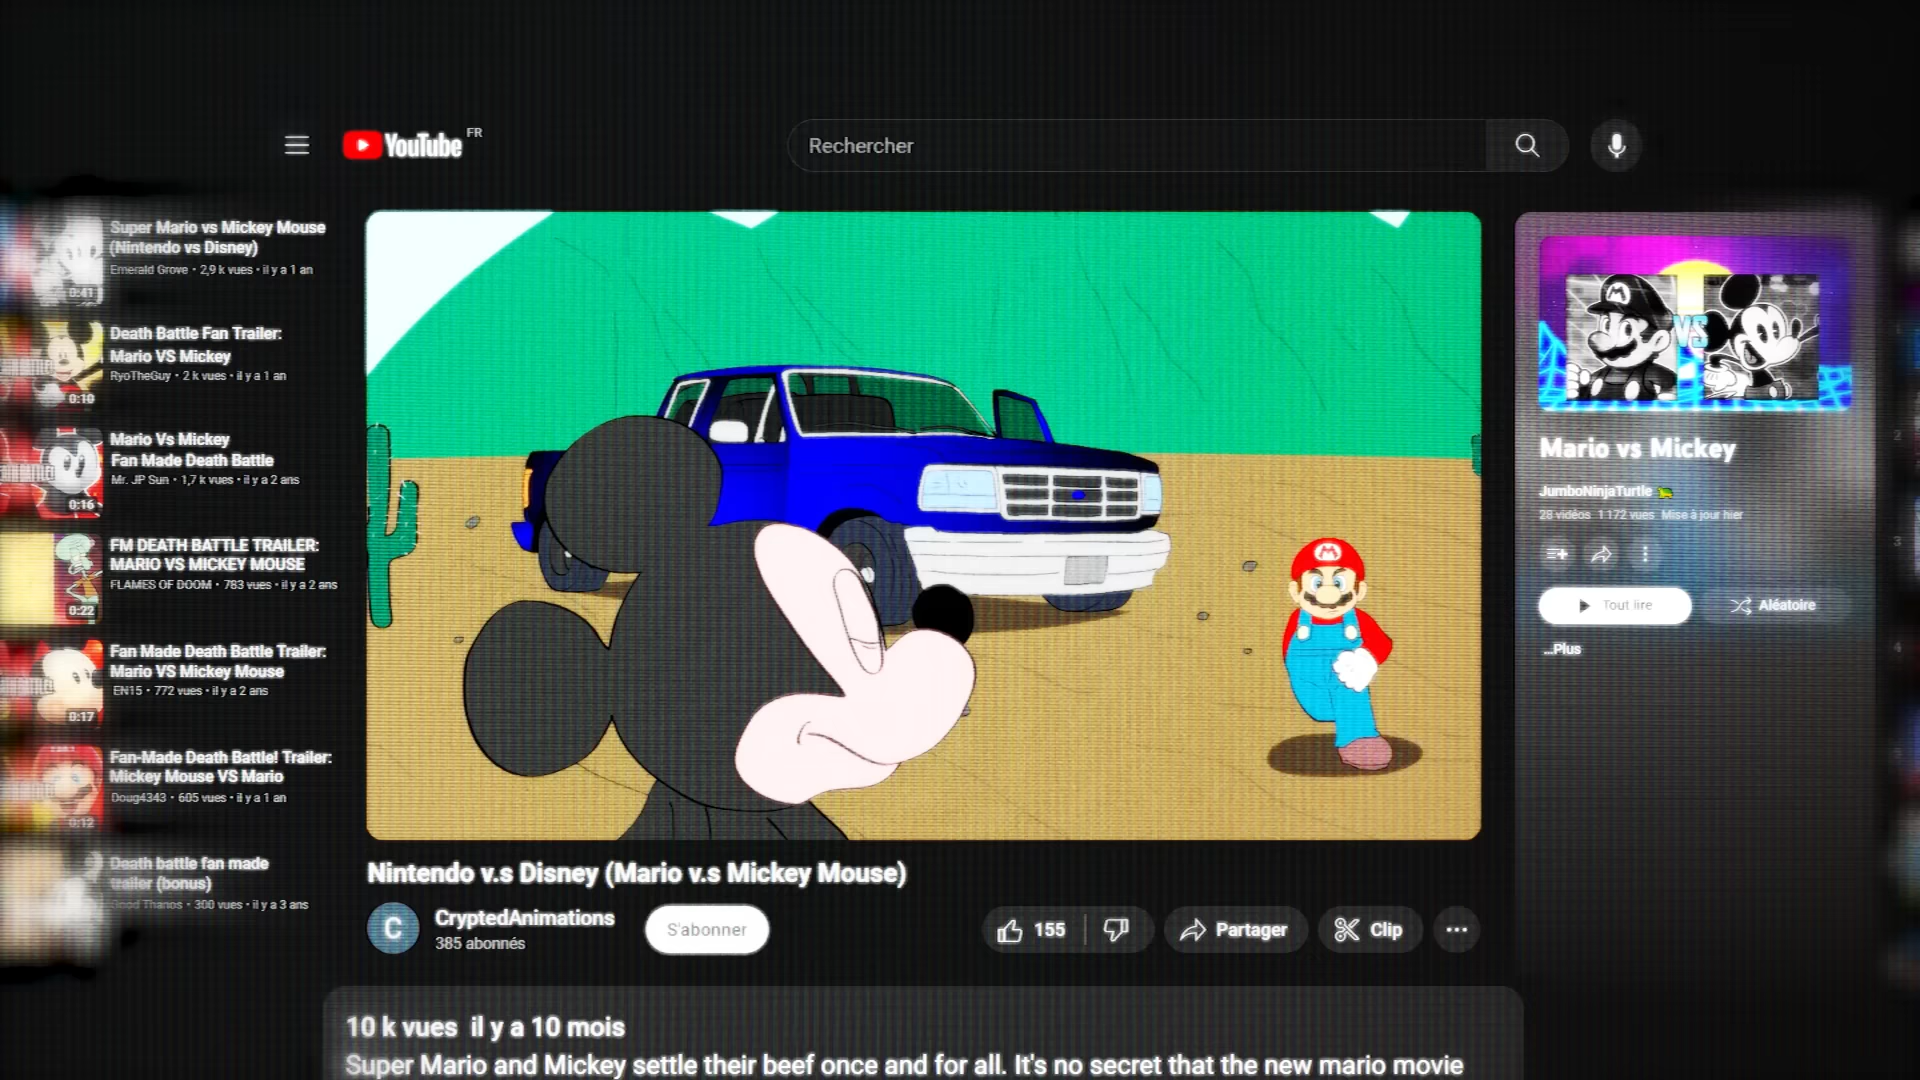 YouTube FR
Rechercher
Super Mario vs Mickey Mouse
(Nintendo vs Disney)
Emerald Grove • 2,9 k vues • il y a 1 an
0:41
Death Battle Fan Trailer:
Mario VS Mickey
RyoTheGuy • 2 k vues • il y a 1 an
0:10
Mario Vs Mickey
Fan Made Death Battle
Mr. JP Sun • 1,7 k vues • il y a 2 ans
0:16
FM DEATH BATTLE TRAILER:
MARIO VS MICKEY MOUSE
FLAMES OF DOOM • 783 vues • il y a 2 ans
0:22
Fan Made Death Battle Trailer:
Mario VS Mickey Mouse
EN15 • 772 vues • il y a 2 ans
0:17
Fan-Made Death Battle! Trailer:
Mickey Mouse VS Mario
Doug4343 • 605 vues • il y a 1 an
0:12
Death battle fan made
trailer (bonus)
Thanos • 300 vues • il y a 3 ans
M
Nintendo v.s Disney (Mario v.s Mickey Mouse)
C
CryptedAnimations
385 abonnés
S'abonner
155
Partager
Clip
10 k vues il y a 10 mois
Super Mario and Mickey settle their beef once and for all. It's no secret that the new mario movie
M
VS
Mario vs Mickey
JumboNinjaTurtle
28 vidéos 1 172 vues Mise à jour hier
Tout lire
Aléatoire
...Plus
2
3
4